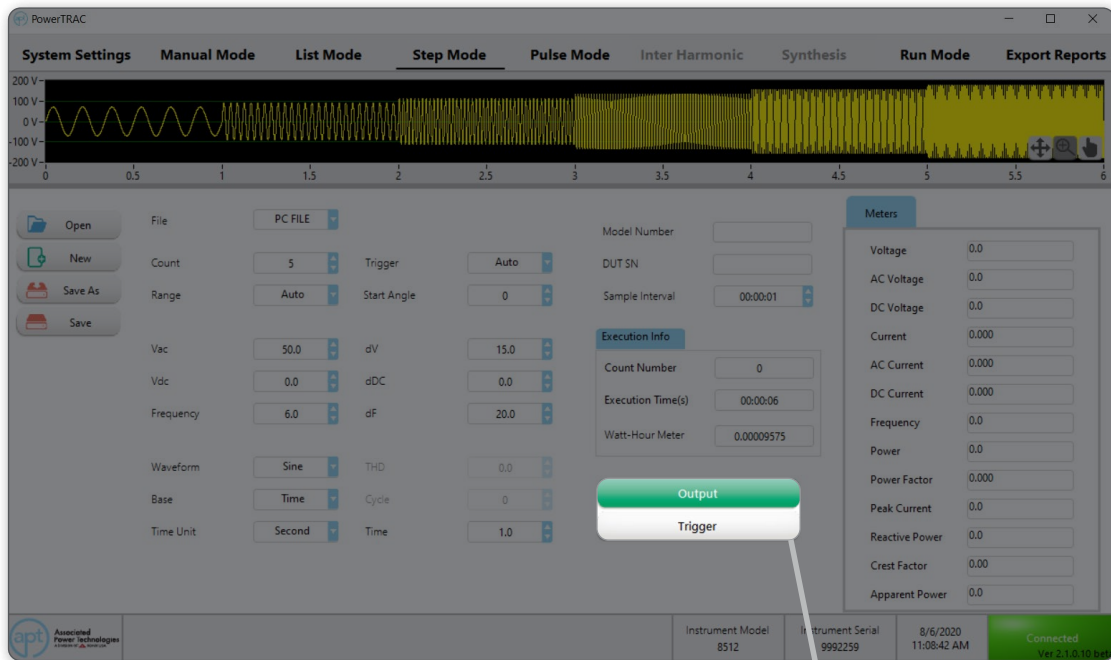 PowerTRAC
System Settings Manual Mode List Mode Step Mode Pulse Mode Inter Harmonic Synthesis Run Mode Export Reports
200 V
100 V
0 V
-100 V
-200 V
0 0.5 1 1.5 2 2.5 3 3.5 4 4.5 5 5.5 6
Open
New
Save As
Save
File PC FILE
Count 5 Trigger Auto
Range Auto Start Angle 0
Vac 50.0 dV 15.0
Vdc 0.0 dDC 0.0
Frequency 6.0 dF 20.0
Waveform Sine THD 0.0
Base Time Cycle 0
Time Unit Second Time 1.0
Model Number
DUT SN
Sample Interval 00:00:01
Execution Info
Count Number 0
Execution Time(s) 00:00:06
Watt-Hour Meter 0.00009575
Output
Trigger
Meters
Voltage 0.0
AC Voltage 0.0
DC Voltage 0.0
Current 0.000
AC Current 0.000
DC Current 0.000
Frequency 0.0
Power 0.0
Power Factor 0.000
Peak Current 0.0
Reactive Power 0.0
Crest Factor 0.00
Apparent Power 0.0
apt Associated
Power Technologies
Instrument Model
8512
Instrument Serial
9992259
8/6/2020
11:08:42 AM
Connected
Ver 2.1.0.10 bet